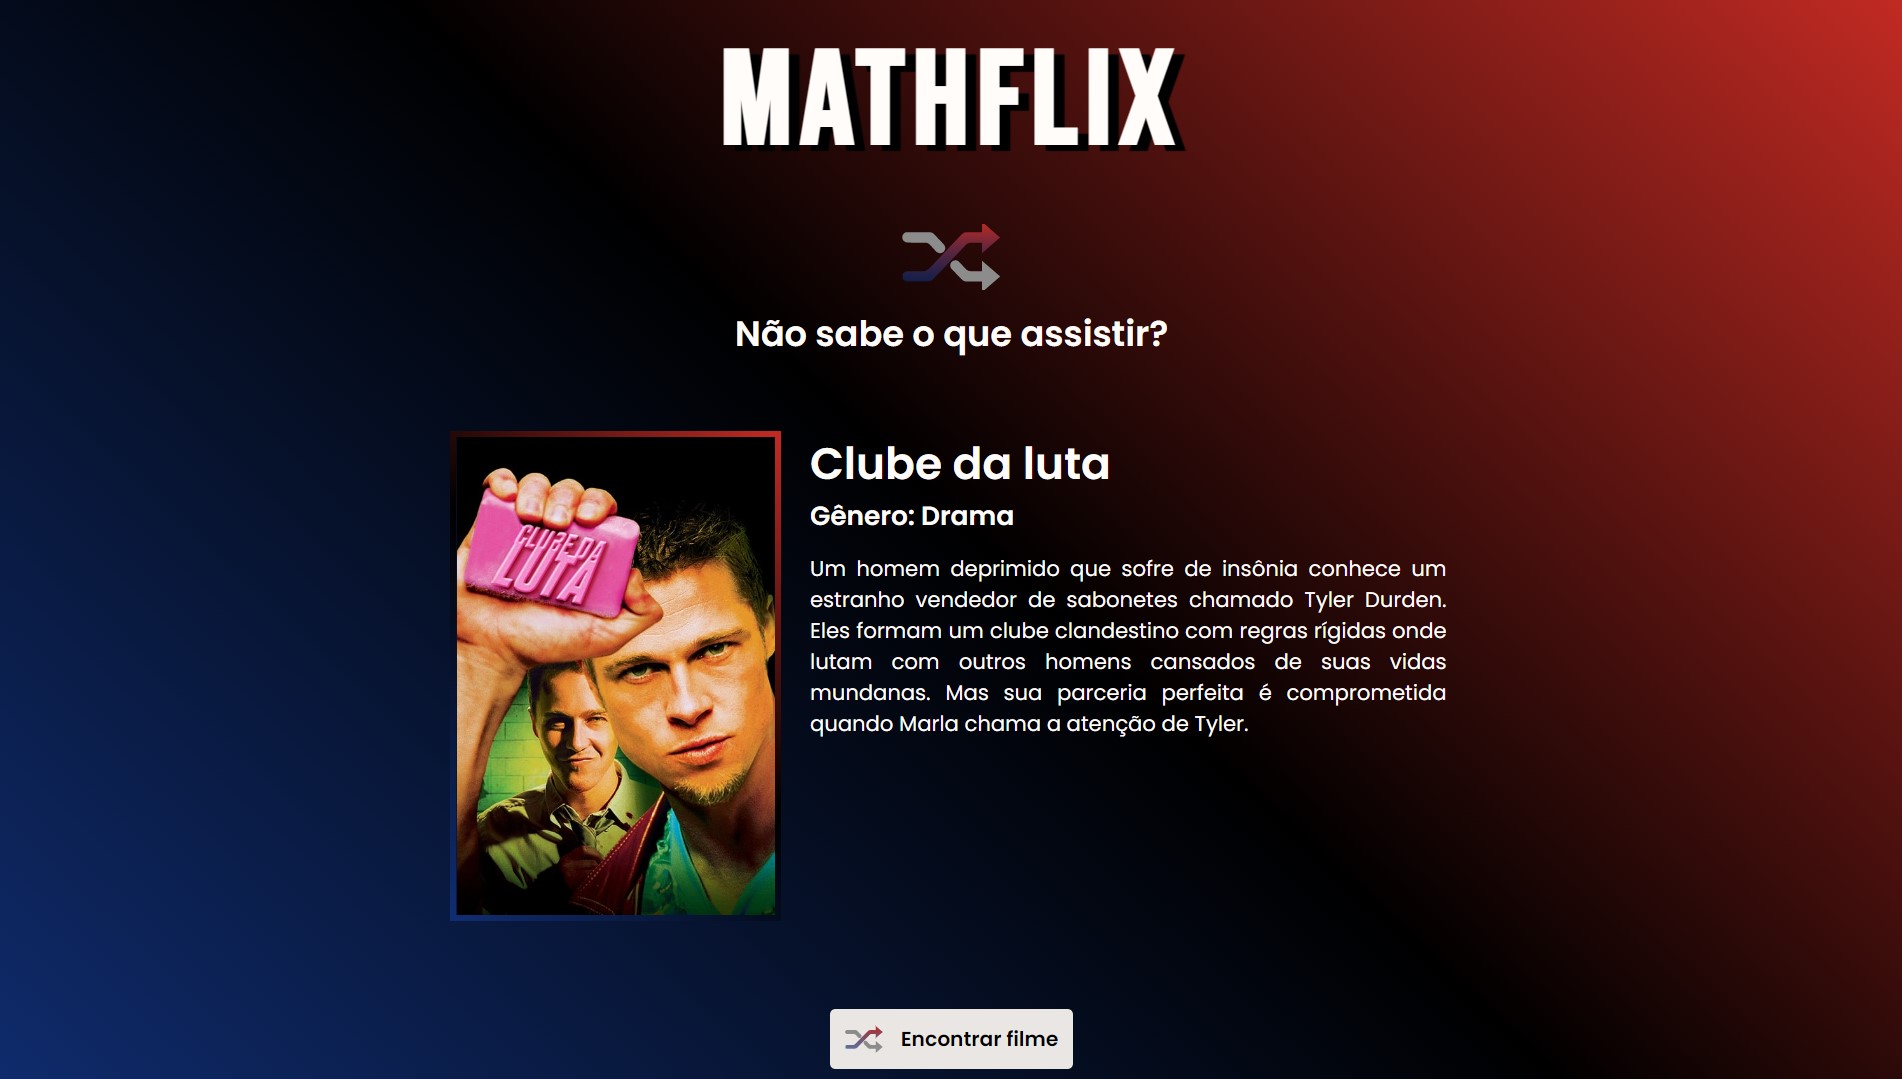 MATHFLIX
Não sabe o que assistir?
CLUBE DA
LUTA
Clube da luta
Gênero: Drama
Um homem deprimido que sofre de insônia conhece um
estranho vendedor de sabonetes chamado Tyler Durden.
Eles formam um clube clandestino com regras rígidas onde
lutam com outros homens cansados de suas vidas
mundanas. Mas sua parceria perfeita é comprometida
quando Marla chama a atenção de Tyler.
Encontrar filme